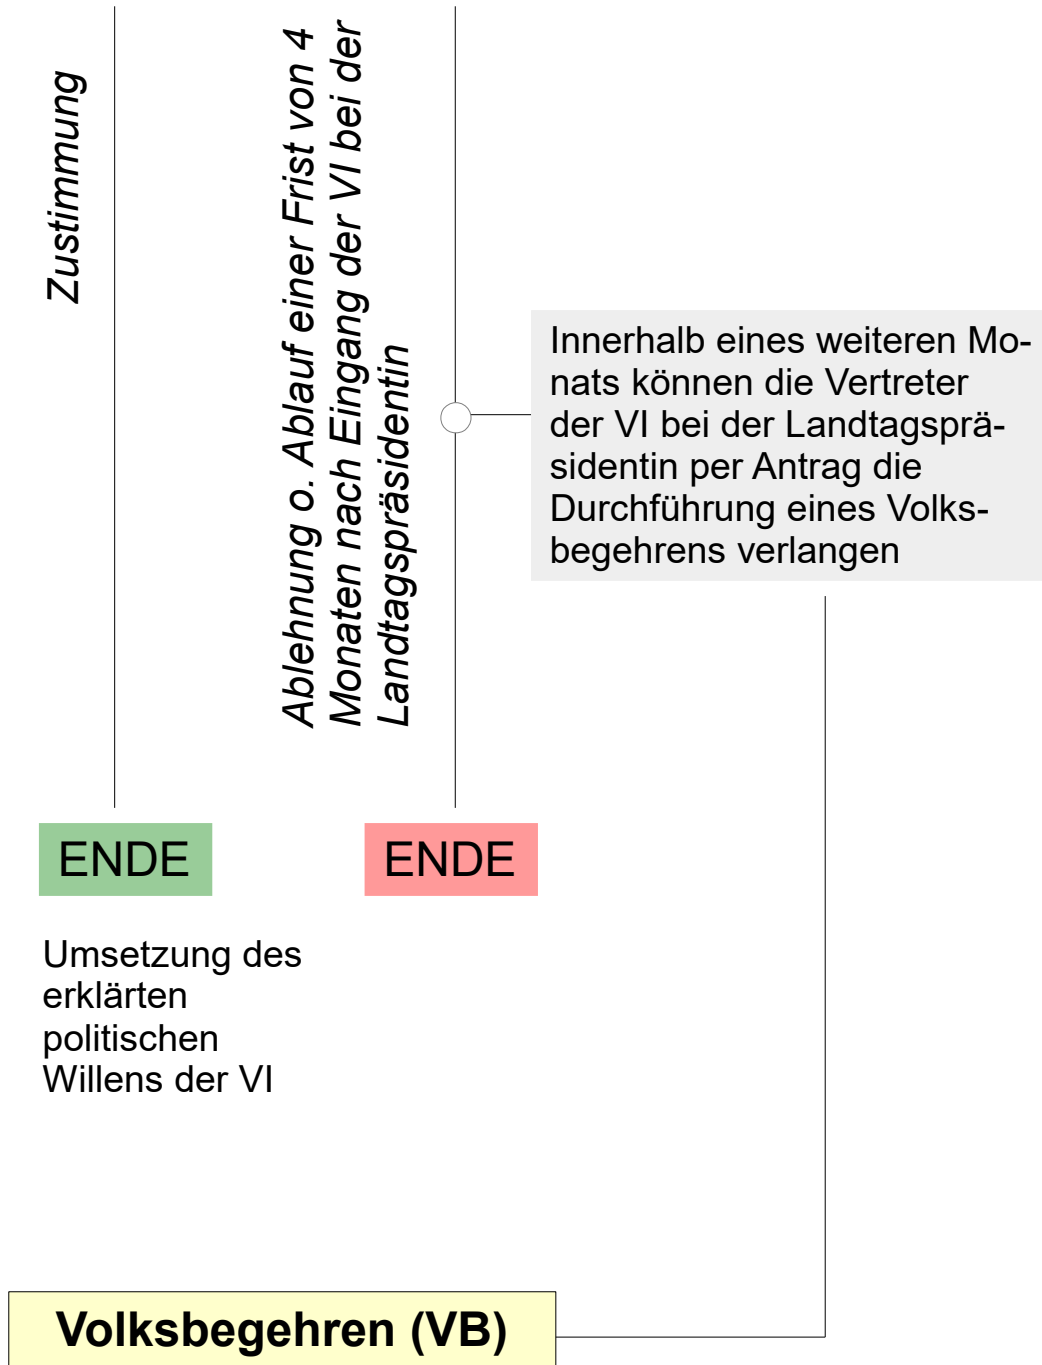 Zustimmung
Ablehnung o. Ablauf einer Frist von 4
Monaten nach Eingang der VI bei der
Landtagspräsidentin
Innerhalb eines weiteren Mo-
nats können die Vertreter
der VI bei der Landtagsprä-
sidentin per Antrag die
Durchführung eines Volks-
begehrens verlangen
ENDE
ENDE
Umsetzung des
erklärten
politischen
Willens der VI
Volksbegehren (VB)